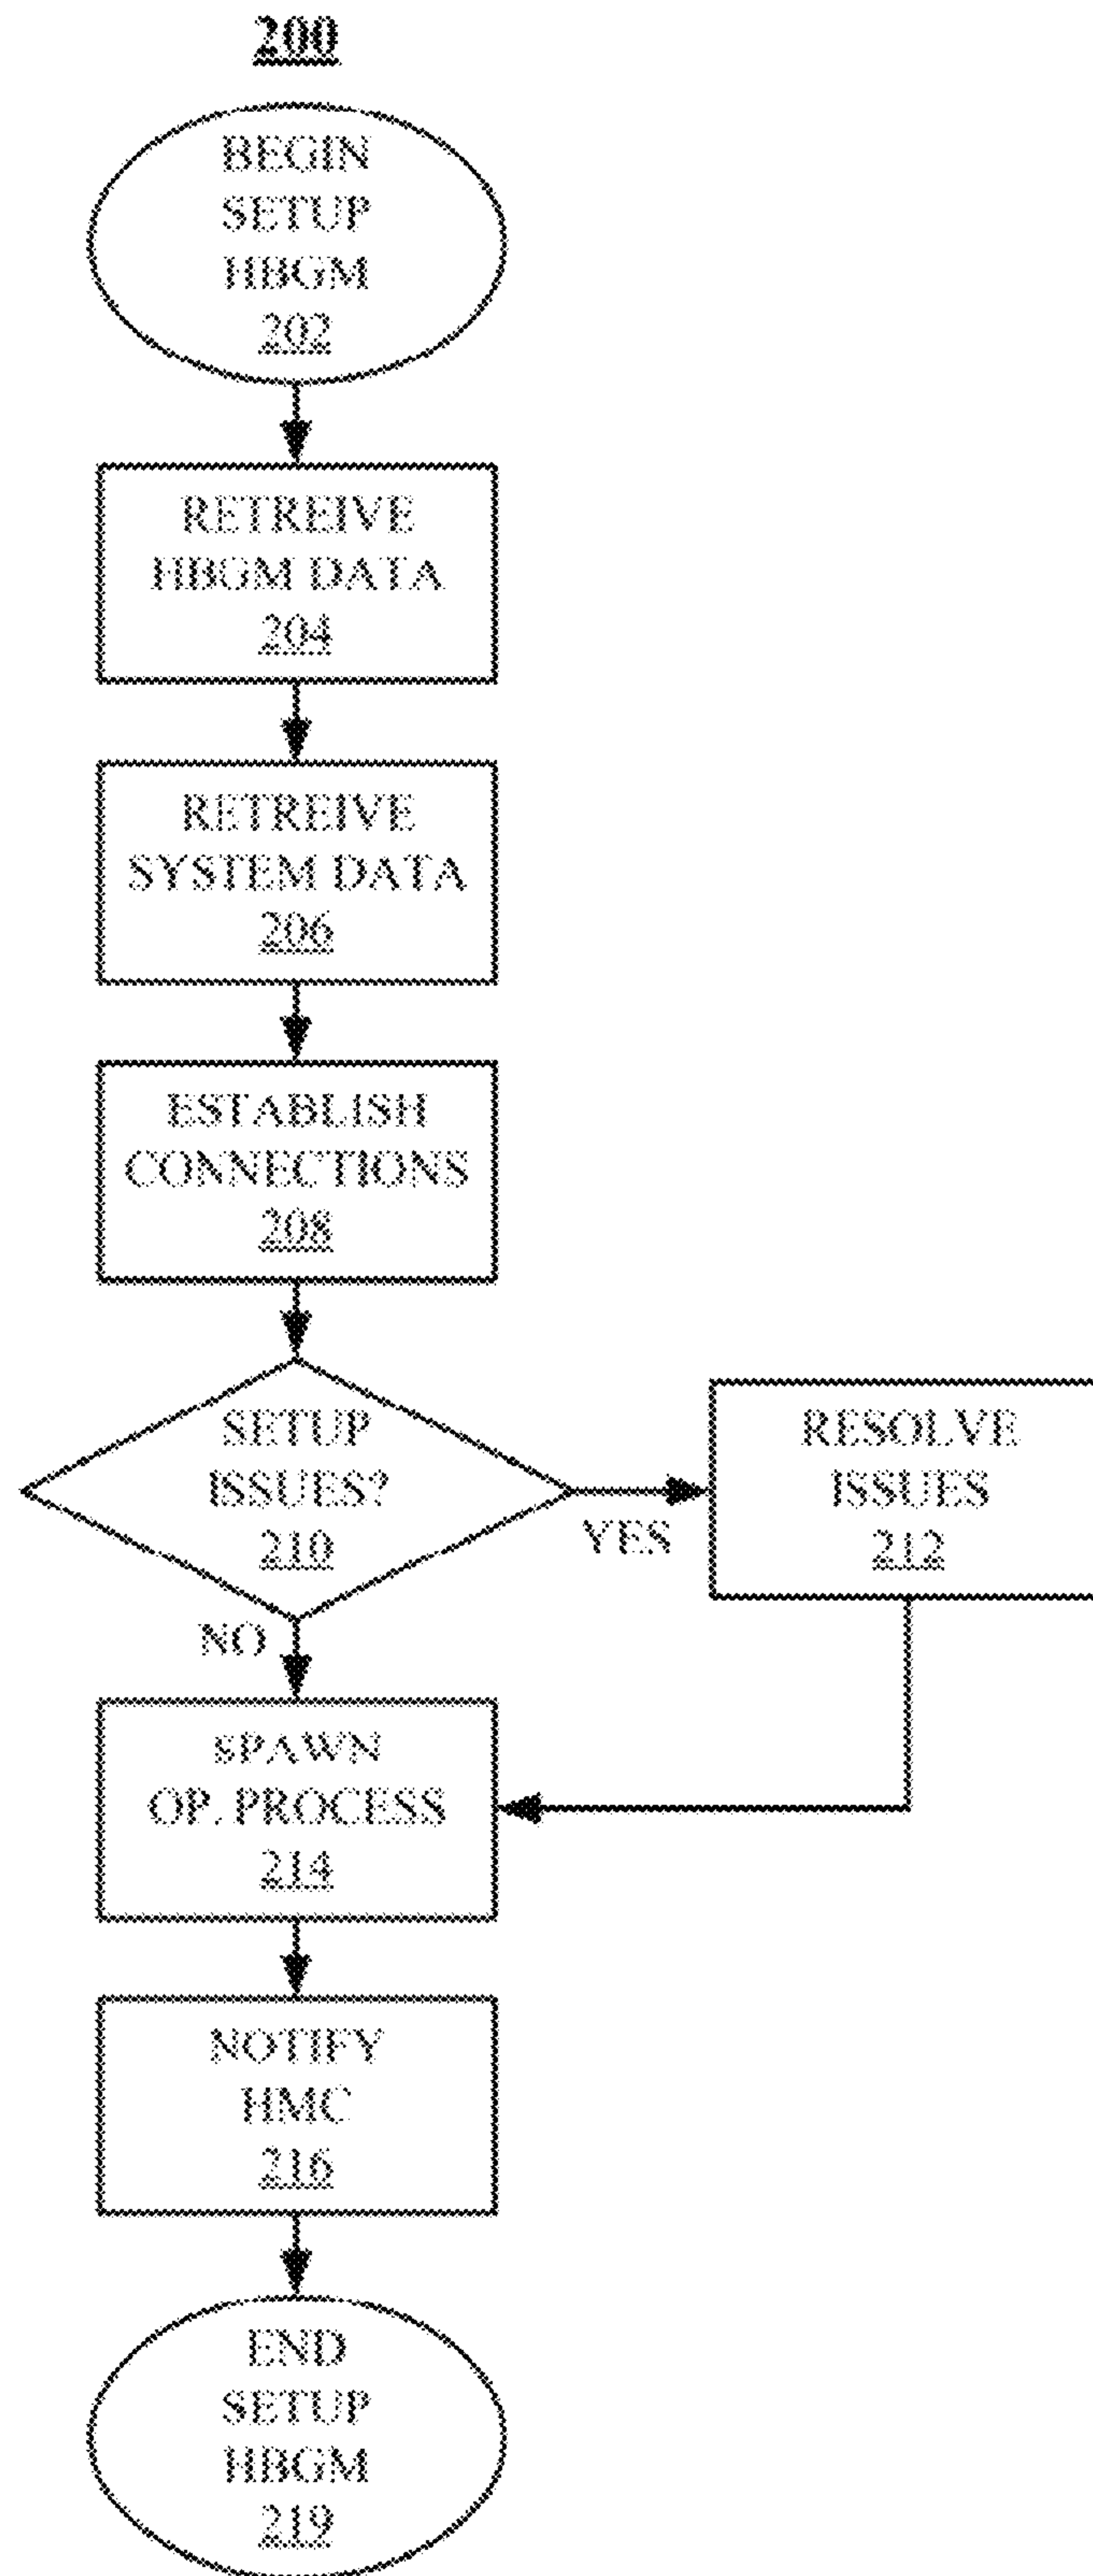 200
BEGIN
SETUP
HBGM
202
RETREIVE
HBGM DATA
204
RETREIVE
SYSTEM DATA
206
ESTABLISH
CONNECTIONS
208
SETUP
ISSUES?
210
YES
RESOLVE
ISSUES
212
NO
SPAWN
OP. PROCESS
214
NOTIFY
HMC
216
END
SETUP
HBGM
219